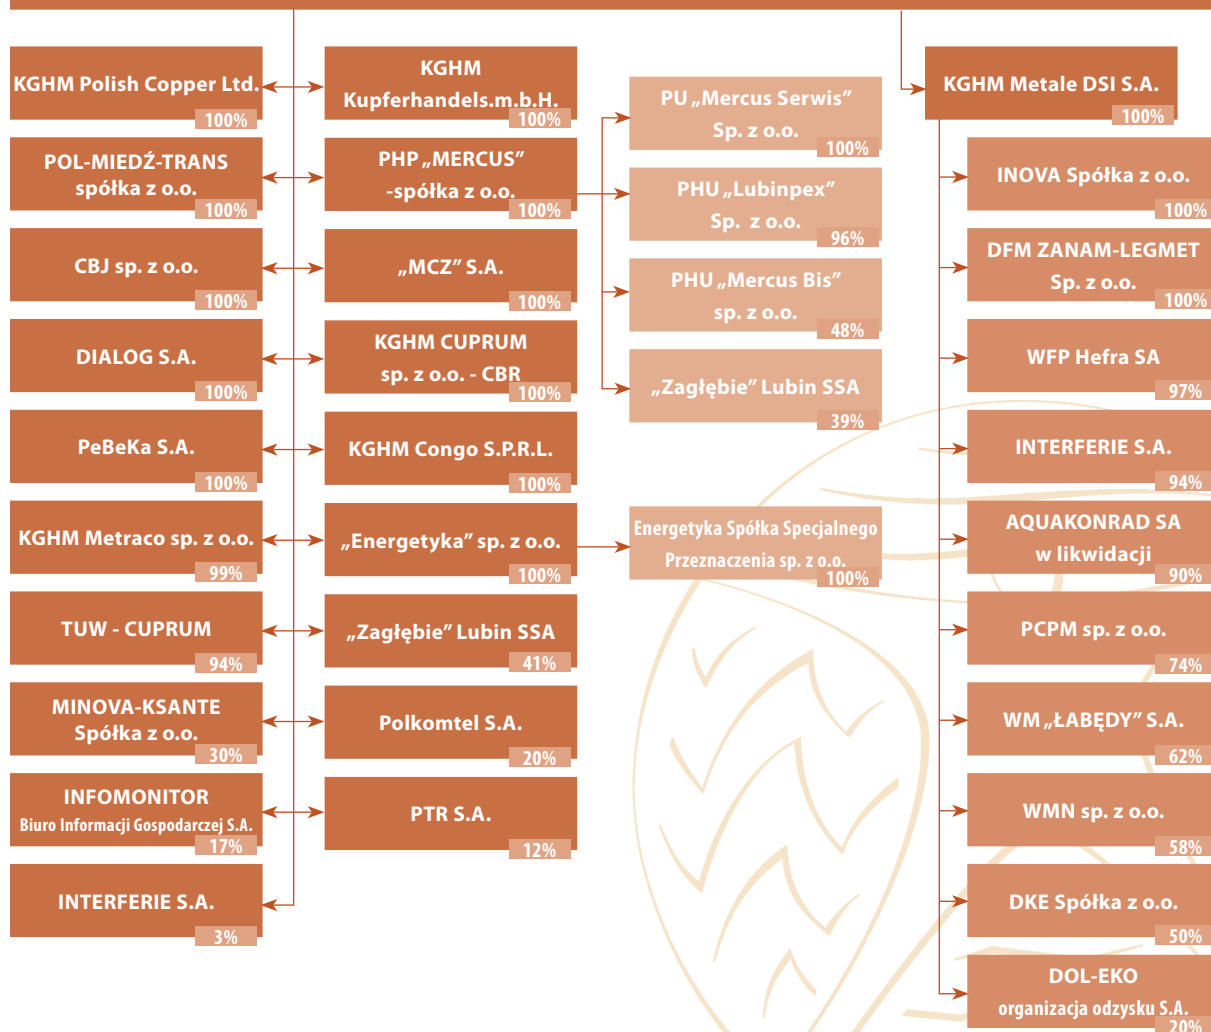 KGHM Polish Copper Ltd.
100%
POL-MIEDŹ-TRANS
spółka z o.o.
100%
CBJ sp. z o.o.
100%
DIALOG S.A.
100%
PeBeKa S.A.
100%
KGHM Metraco sp. z o.o.
99%
TUW - CUPRUM
94%
MINOVA-KSANTE
Spółka z o.o.
30%
INFOMONITOR
Biuro Informacji Gospodarczej S.A.
17%
INTERFERIE S.A.
3%
KGHM
Kupferhandels.m.b.H.
100%
PHP „MERCUS”
-spółka z o.o.
100%
„MCZ” S.A.
100%
KGHM CUPRUM
sp. z o.o. - CBR
100%
KGHM Congo S.P.R.L.
100%
„Energetyka” sp. z o.o.
100%
„Zagłębie” Lubin SSA
41%
Polkomtel S.A.
20%
PTR S.A.
12%
PU „Mercus Serwis”
Sp. z o.o.
100%
PHU „Lubinpex”
Sp. z o.o.
96%
PHU „Mercus Bis”
sp. z o.o.
48%
„Zagłębie” Lubin SSA
39%
Energetyka Spółka Specjalnego
Przeznaczenia sp. z o.o.
100%
KGHM Metale DSI S.A.
100%
INOVA Spółka z o.o.
100%
DFM ZANAM-LEGMET
Sp. z o.o.
100%
WFP Hefra SA
97%
INTERFERIE S.A.
94%
AQUAKONRAD SA
w likwidacji
90%
PCPM sp. z o.o.
74%
WM „ŁABĘDY” S.A.
62%
WMN sp. z o.o.
58%
DKE Spółka z o.o.
50%
DOL-EKO
organizacja odzysku S.A.
20%